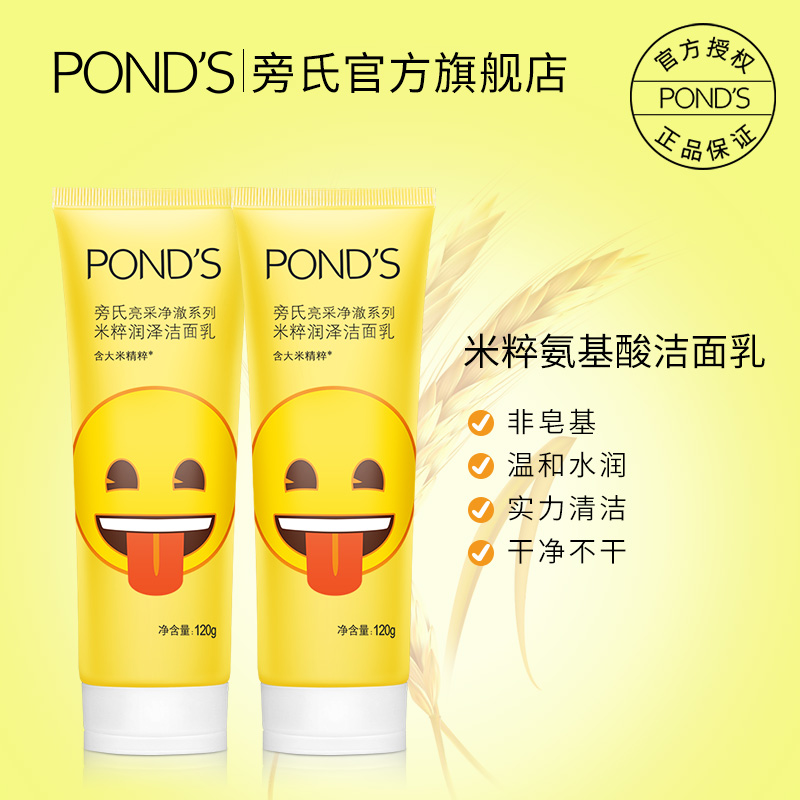 POND'S|旁氏官方旗舰店
官方授权
POND'S
正品保证
POND'S
旁氏亮采净澈系列
米粹润泽洁面乳
含大米精粹*
净含量:120g
POND'S
旁氏亮采净澈系列
米粹润泽洁面乳
含大米精粹*
净含量:120g
米粹氨基酸洁面乳
非皂基
温和水润
实力清洁
干净不干